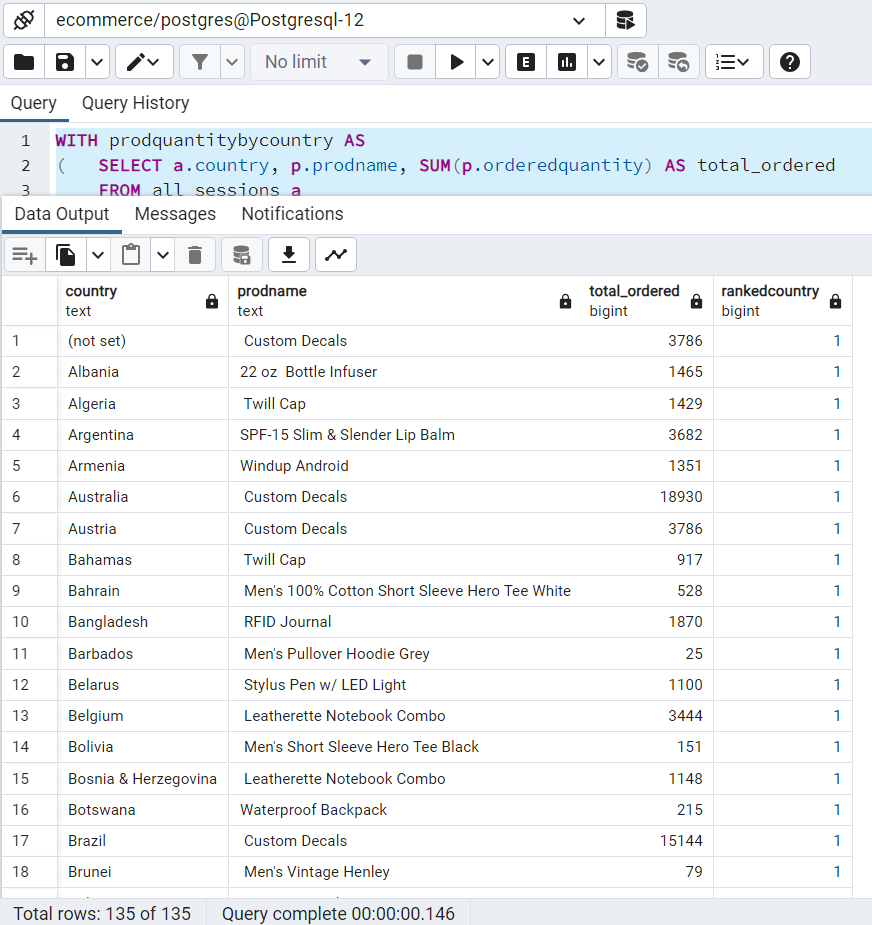 ecommerce/postgres@Postgresql-12
No limit
E
Query Query History
1 WITH prodquantitybycountry AS
2 ( SELECT a.country, p.prodname, SUM(p.orderedquantity) AS total_ordered
3 FROM all_sessions a
Data Output Messages Notifications
country prodname total_ordered rankedcountry
text text bigint bigint
1 (not set) Custom Decals 3786 1
2 Albania 22 oz  Bottle Infuser 1465 1
3 Algeria Twill Cap 1429 1
4 Argentina SPF-15 Slim & Slender Lip Balm 3682 1
5 Armenia Windup Android 1351 1
6 Australia Custom Decals 18930 1
7 Austria Custom Decals 3786 1
8 Bahamas Twill Cap 917 1
9 Bahrain Men's 100% Cotton Short Sleeve Hero Tee White 528 1
10 Bangladesh RFID Journal 1870 1
11 Barbados Men's Pullover Hoodie Grey 25 1
12 Belarus Stylus Pen w/ LED Light 1100 1
13 Belgium Leatherette Notebook Combo 3444 1
14 Bolivia Men's Short Sleeve Hero Tee Black 151 1
15 Bosnia & Herzegovina Leatherette Notebook Combo 1148 1
16 Botswana Waterproof Backpack 215 1
17 Brazil Custom Decals 15144 1
18 Brunei Men's Vintage Henley 79 1
Total rows: 135 of 135 Query complete 00:00:00.146